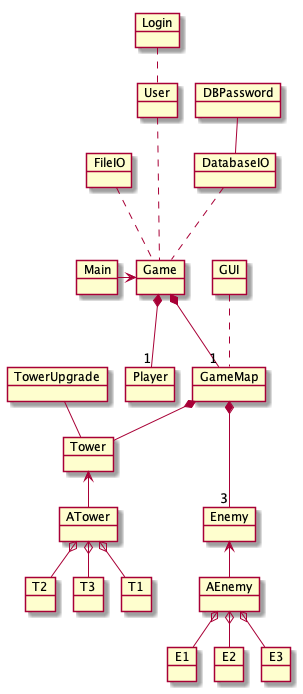 Login
User
DBPassword
FileIO
DatabaseIO
Main
Game
GUI
1
1
TowerUpgrade
Player
GameMap
Tower
3
ATower
Enemy
T2
T3
T1
AEnemy
E1
E2
E3